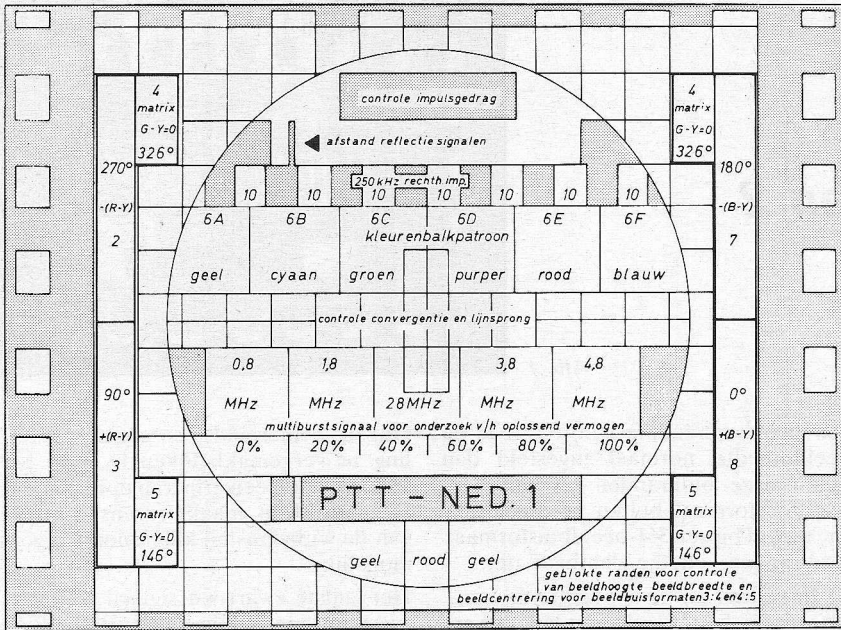 4
matrix
G-Y=0
326°
270°
-(R-Y)
2
90°
+(R-Y)
3
5
matrix
G-Y=0
146°
controle impulsgedrag
afstand reflectie signalen
250 kHz rechth.imp.
10 10 10 10 10 10 10
6A 6B 6C 6D 6E 6F
kleurenbalkpatroon
geel cyaan groen purper rood blauw
controle convergentie en lijnsprong
0,8 1,8 3,8 4,8
MHz MHz 28MHz MHz MHz
multiburstsignaal voor onderzoek v/h oplossend vermogen
0% 20% 40% 60% 80% 100%
PTT - NED. 1
geel rood geel
4
matrix
G-Y=0
326°
180°
-(B-Y)
7
0°
+(B-Y)
8
5
matrix
G-Y=0
146°
geblokte randen voor controle
van beeldhoogte beeldbreedte en
beeldcentrering voor beeldbuisformaten 3:4 en 4:5